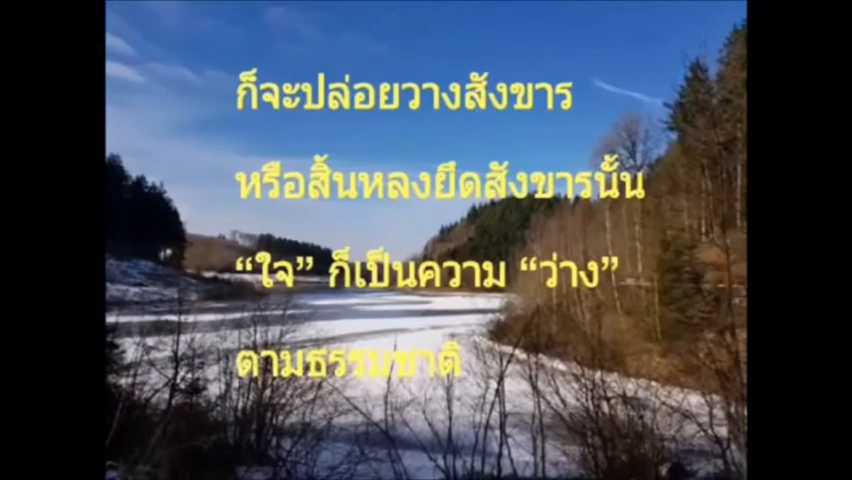 ก็จะปล่อยวางสังขาร
หรือสิ้นหลงยึดสังขารนั้น
“ใจ” ก็เป็นความ “ว่าง”
ตามธรรมชาติ